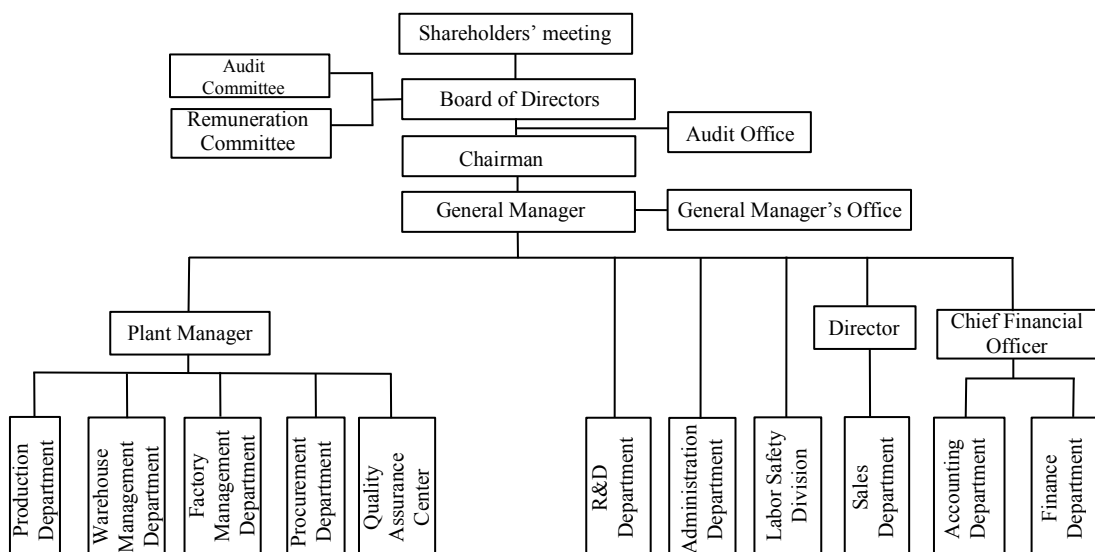 Shareholders' meeting
Audit
Committee
Board of Directors
Remuneration
Committee
Audit Office
Chairman
General Manager
General Manager's Office
Plant Manager
Director
Chief Financial
Officer
Production
Department
Warehouse
Management
Department
Factory
Management
Department
Procurement
Department
Quality
Assurance
Center
R&D
Department
Administration
Department
Labor Safety
Division
Sales
Department
Accounting
Department
Finance
Department